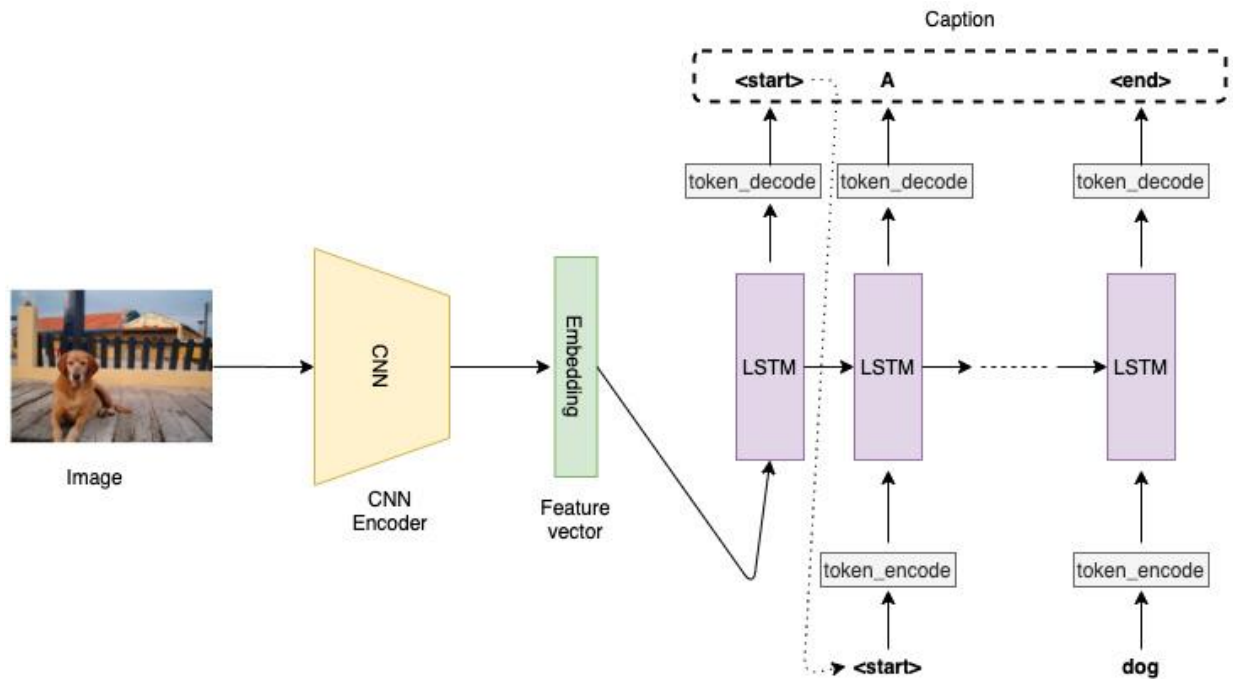 Caption
<start> A <end>
token_decode token_decode token_decode
CNN
Embedding
LSTM LSTM LSTM
Image
CNN
Encoder
Feature
vector
token_encode token_encode
<start> dog